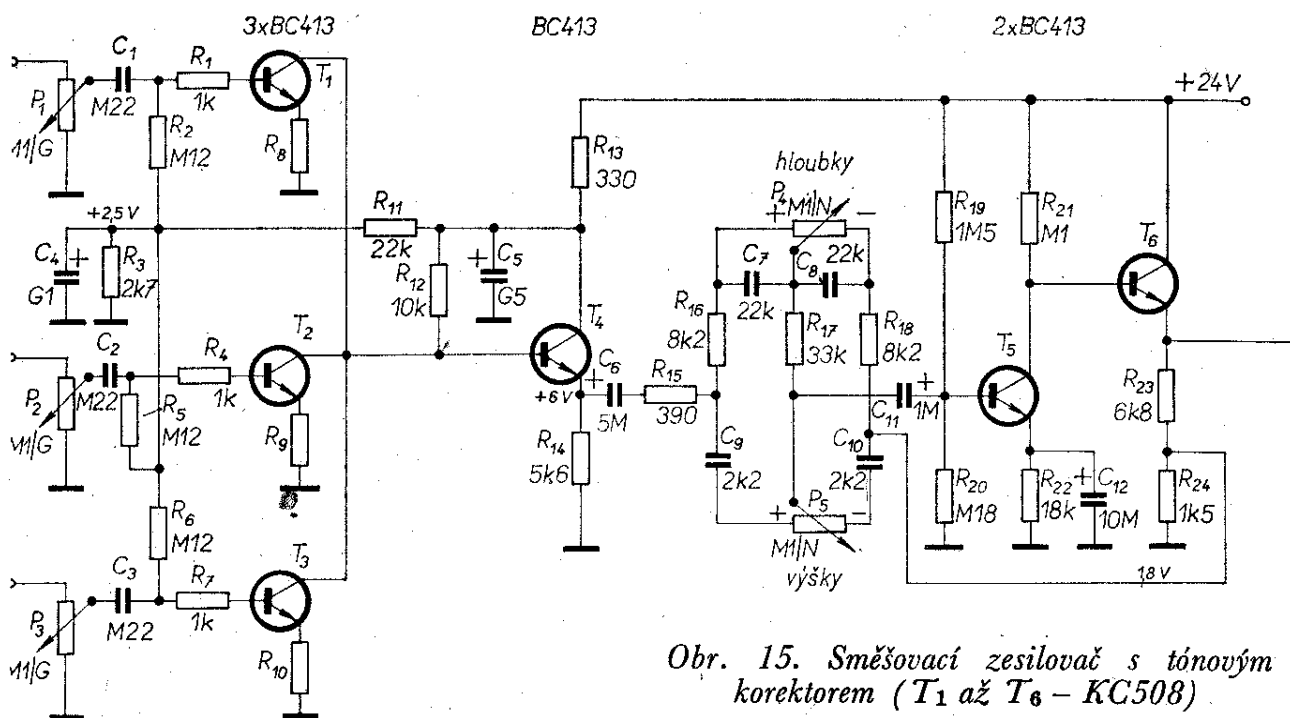 3xBC413
BC413
2xBC413
C1
M22
R1
1k
T1
P1
M1/G
R2
M12
R8
+24V
R13
330
hloubky
P4
M1/N
+
−
R19
1M5
R21
M1
T6
+2,5 V
R11
22k
C4
+
G1
R3
2k7
R12
10k
+
C5
G5
C7
22k
C8
22k
R16
8k2
R17
33k
R18
8k2
T2
T4
T5
C2
M22
R4
1k
P2
M1/G
R5
M12
R9
+6 V
+
C6
5M
R15
390
C11
+
1M
R23
6k8
R14
5k6
C9
2k2
C10
2k2
R20
M18
R22
18k
+
C12
10M
R24
1k5
R6
M12
+
P5
−
M1/N
výšky
1,8 V
C3
M22
R7
1k
T3
P3
M1/G
R10
Obr. 15. Směšovací zesilovač s tónovým
korektorem (T1 až T6 – KC508)